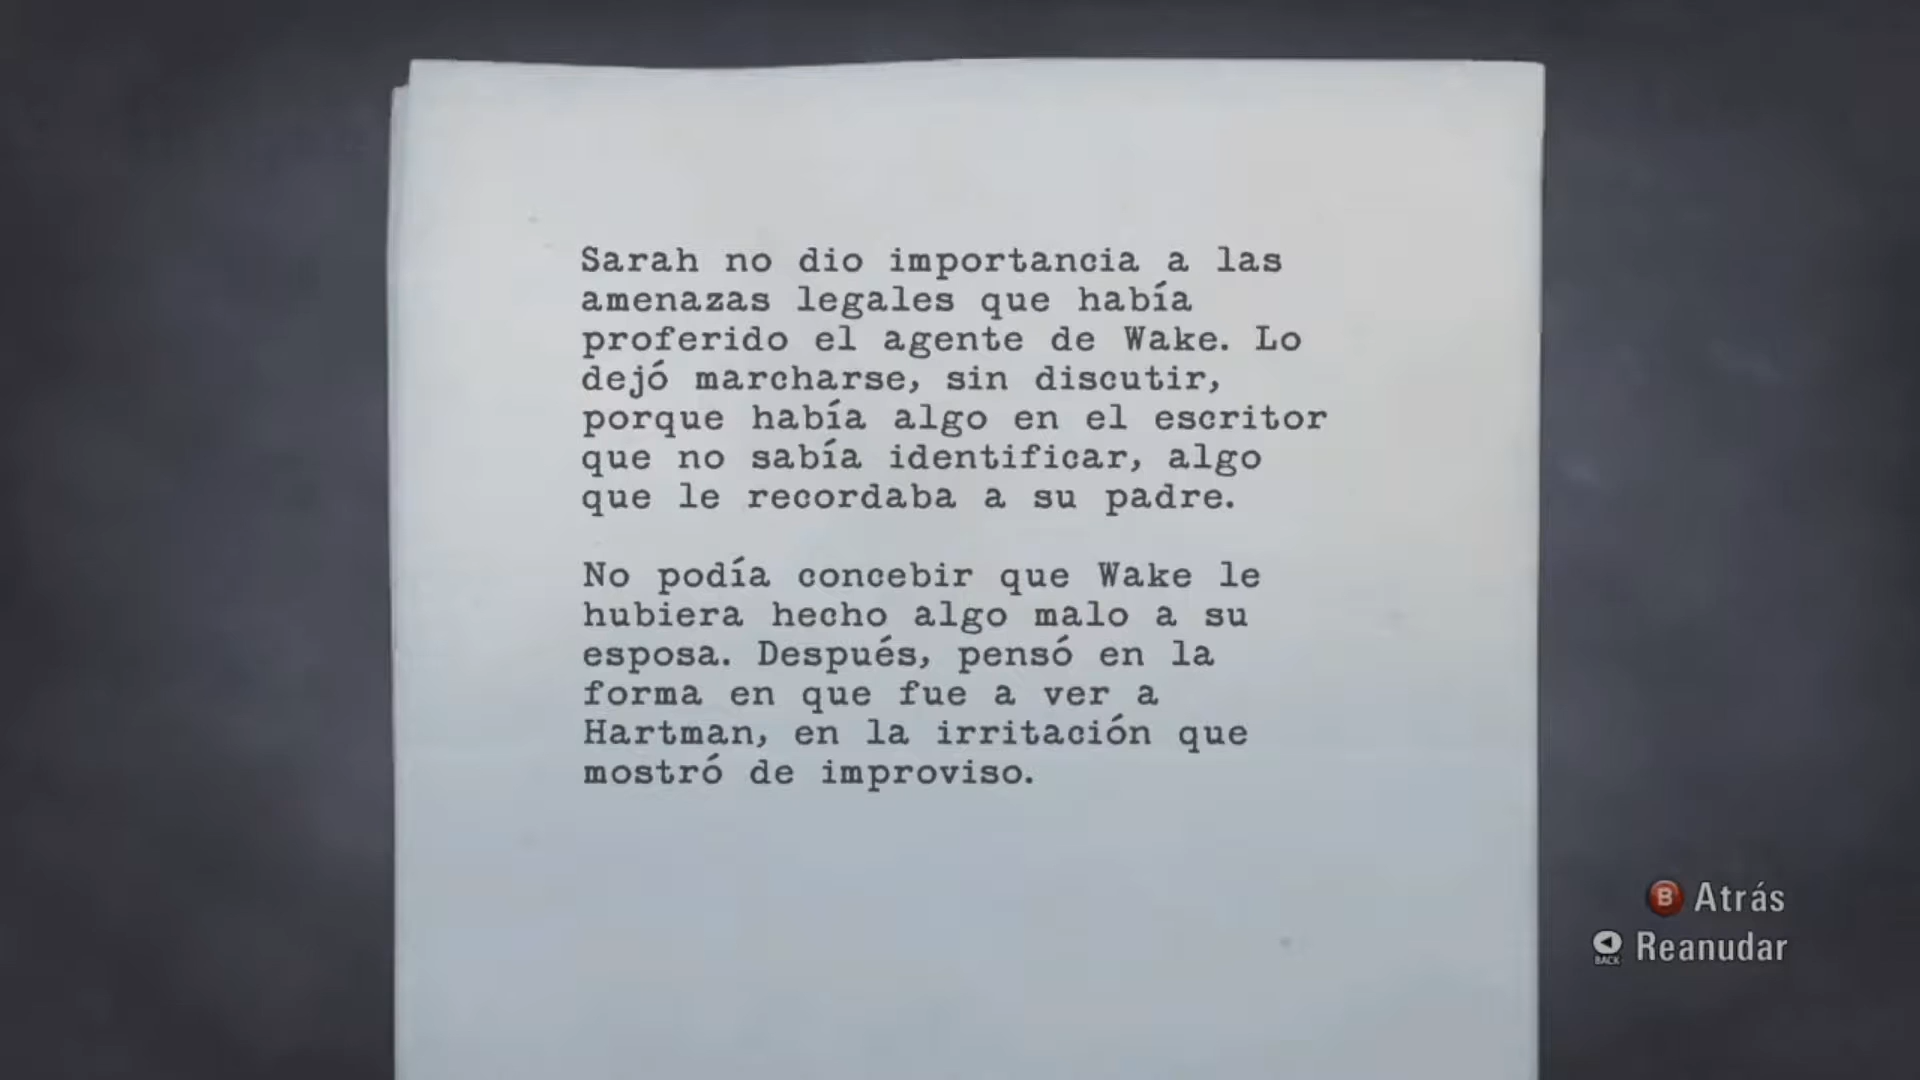 Sarah no dio importancia a las
amenazas legales que había
proferido el agente de Wake. Lo
dejó marcharse, sin discutir,
porque había algo en el escritor
que no sabía identificar, algo
que le recordaba a su padre.
No podía concebir que Wake le
hubiera hecho algo malo a su
esposa. Después, pensó en la
forma en que fue a ver a
Hartman, en la irritación que
mostró de improviso.
B Atrás
BACK Reanudar